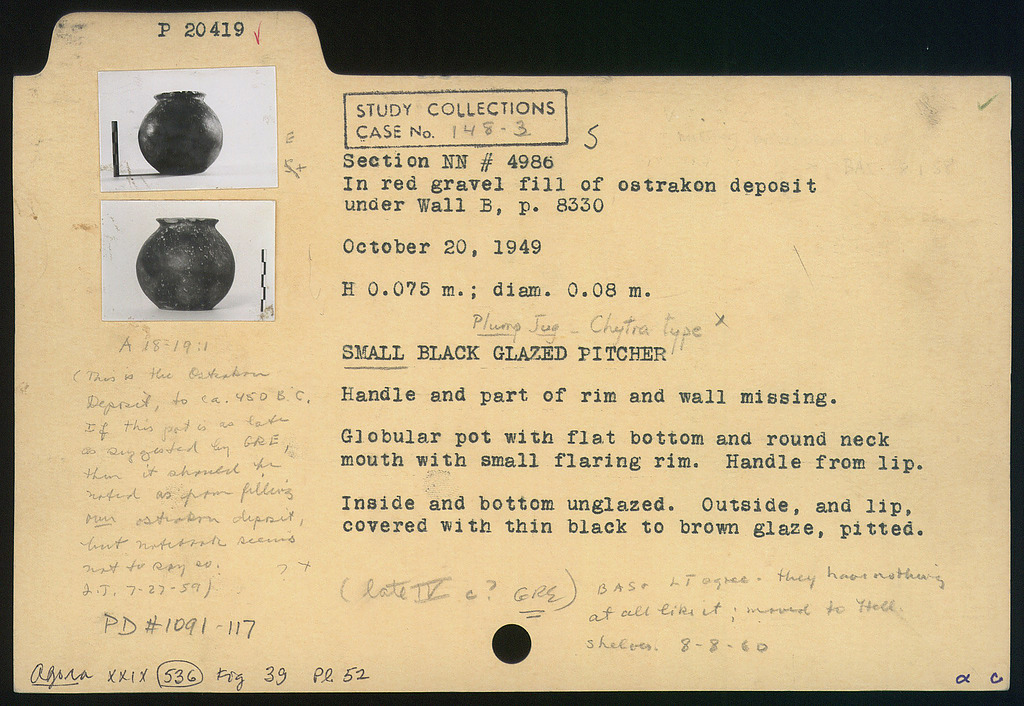 P 20419 ✓
STUDY COLLECTIONS
CASE No. 148-3
S
Section NN # 4986
In red gravel fill of ostrakon deposit
under Wall B, p. 8330
October 20, 1949
H 0.075 m.; diam. 0.08 m.
Plump Jug - Chytra type x
SMALL BLACK GLAZED PITCHER
Handle and part of rim and wall missing.
Globular pot with flat bottom and round neck
mouth with small flaring rim. Handle from lip.
Inside and bottom unglazed. Outside, and lip,
covered with thin black to brown glaze, pitted.
(late IV c? GRE)
BAS + LT agree - they have nothing
at all like it; moved to Hell.
shelves. 8-8-60
E
A 18-19:1
(This is the Ostrakon
Deposit, to ca. 450 B.C.
If this pot is as late
as suggested by GRE,
then it should be
noted as from filling
over ostrakon deposit,
but notebook seems
not to say so.
L.T. 7-27-59)
PD #1091-117
Agora XXIX 536 Fig 39 Pl. 52
α c